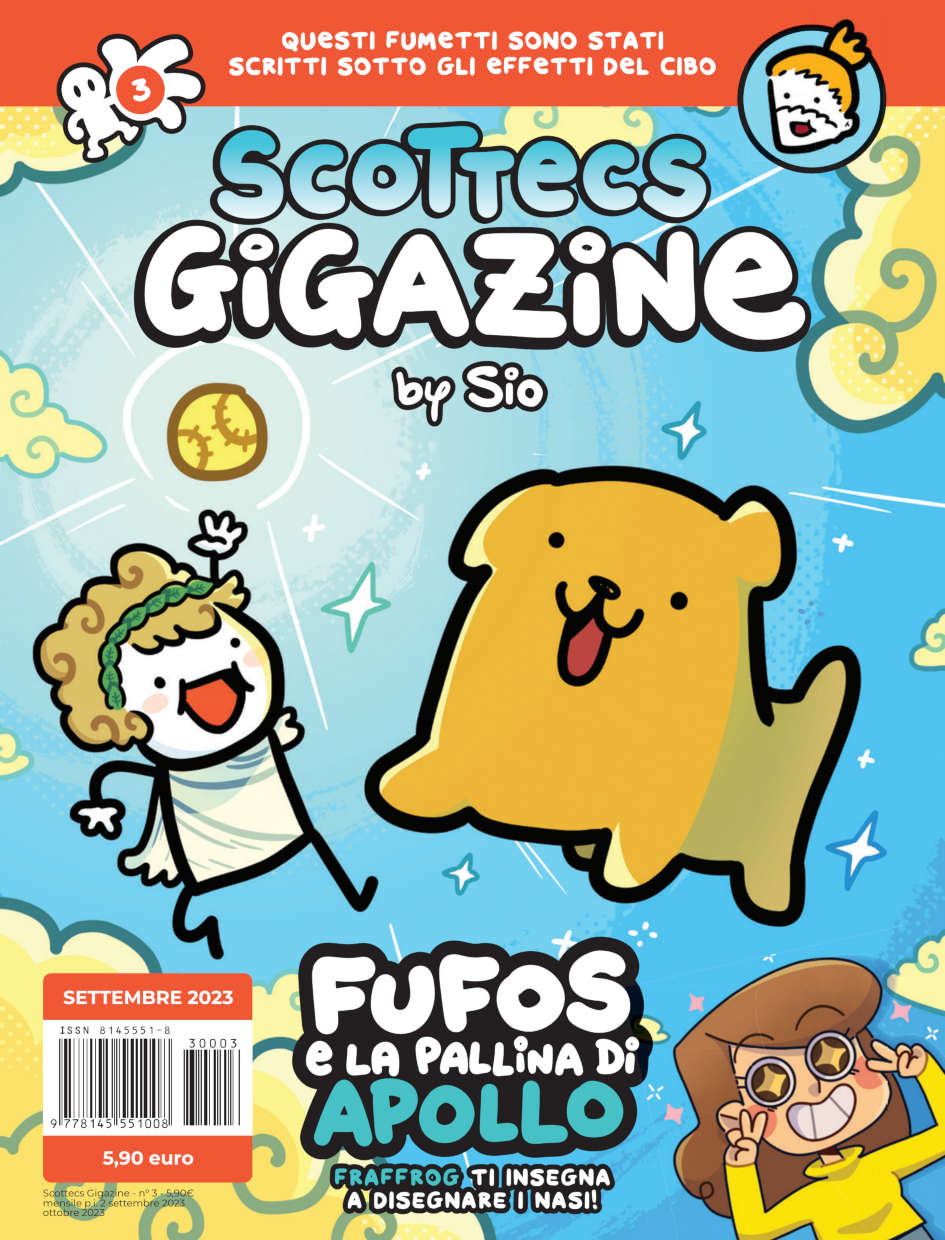 QUESTI FUMETTI SONO STATI
SCRITTI SOTTO GLI EFFETTI DEL CIBO
3
SCOTTECS
GIGAZINE
by Sio
FUFOS
E LA PALLINA DI
APOLLO
FRAFFROG TI INSEGNA
A DISEGNARE I NASI!
SETTEMBRE 2023
ISSN 8145551-8
30003
9 778145 551008
5,90 euro
Scottecs Gigazine - n° 3 - 5,90€
mensile p.i. 2 settembre 2023
ottobre 2023